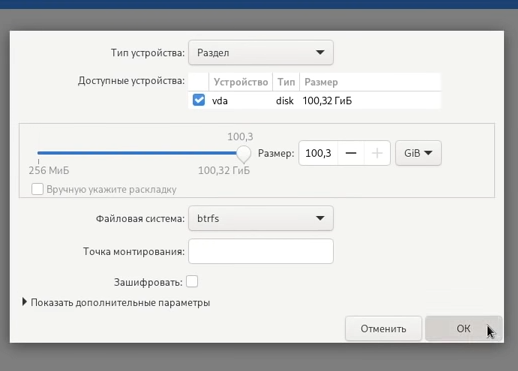 Тип устройства: Раздел
Доступные устройства: Устройство Тип Размер
vda disk 100,32 ГиБ
100,3
Размер: 100,3 GiB
256 МиБ 100,32 ГиБ
Вручную укажите раскладку
Файловая система: btrfs
Точка монтирования:
Зашифровать:
Показать дополнительные параметры
Отменить ОК